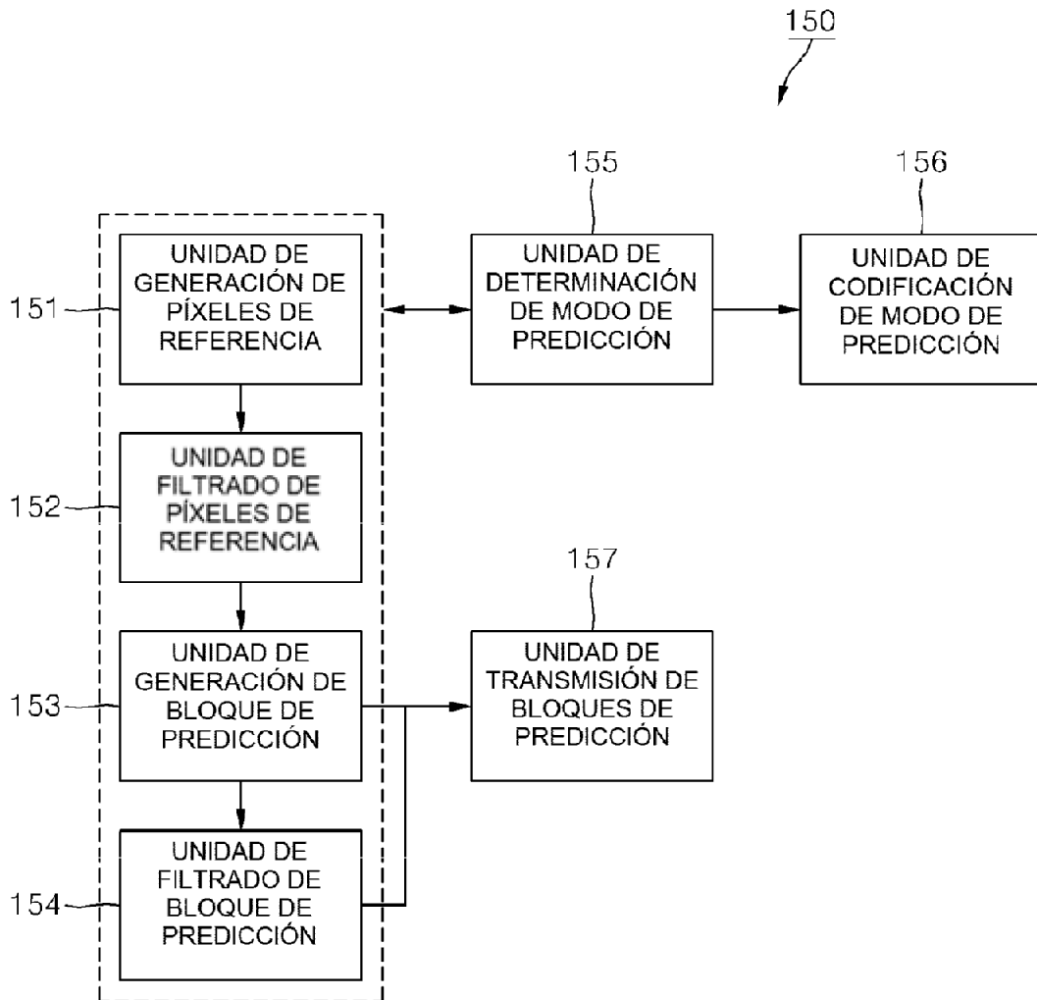 150
155
156
UNIDAD DE
GENERACIÓN DE
PÍXELES DE
REFERENCIA
151
UNIDAD DE
DETERMINACIÓN
DE MODO DE
PREDICCIÓN
UNIDAD DE
CODIFICACIÓN
DE MODO DE
PREDICCIÓN
UNIDAD DE
FILTRADO DE
PÍXELES DE
REFERENCIA
152
157
UNIDAD DE
GENERACIÓN DE
BLOQUE DE
PREDICCIÓN
153
UNIDAD DE
TRANSMISIÓN DE
BLOQUES DE
PREDICCIÓN
UNIDAD DE
FILTRADO DE
BLOQUE DE
PREDICCIÓN
154